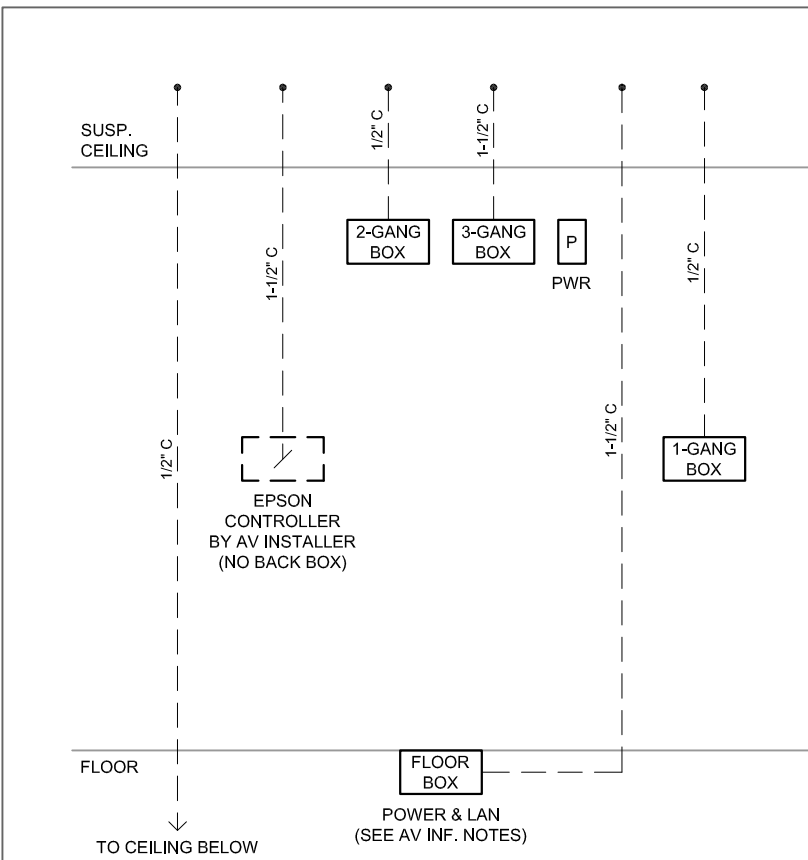 1/2" C
1-1/2" C
SUSP.
CEILING
2-GANG
BOX
3-GANG
BOX
P
PWR
1/2" C
1-1/2" C
1/2" C
1-1/2" C
1-GANG
BOX
EPSON
CONTROLLER
BY AV INSTALLER
(NO BACK BOX)
FLOOR
FLOOR
BOX
POWER & LAN
(SEE AV INF. NOTES)
TO CEILING BELOW